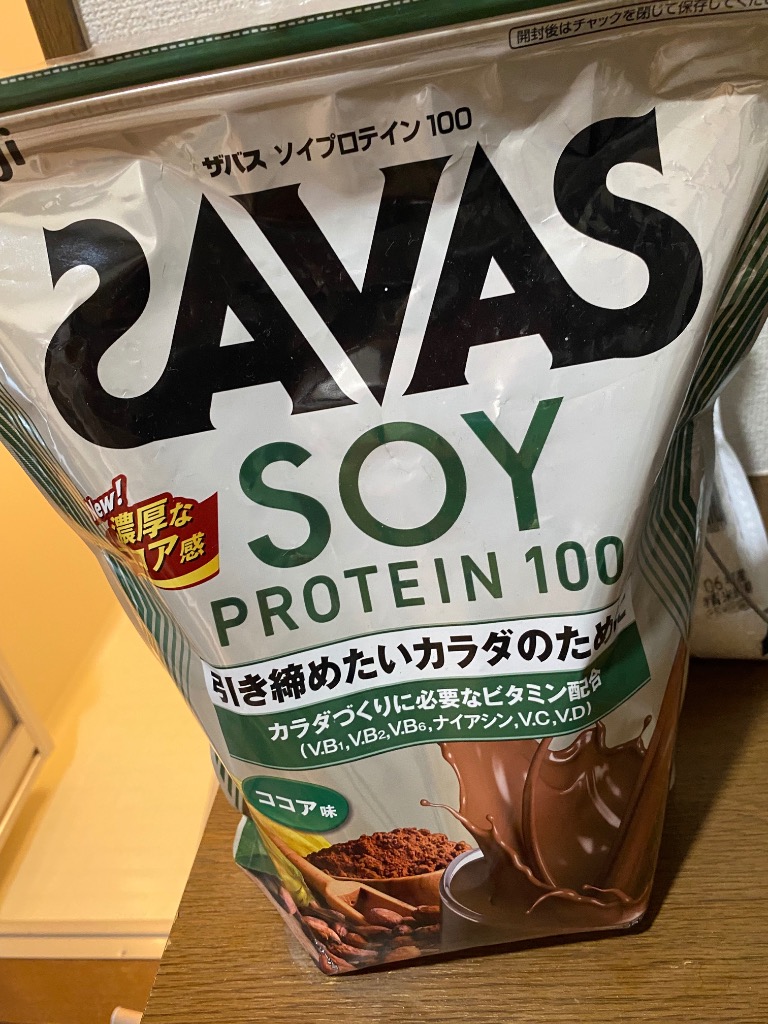 開封後はチャックを閉じて保存してくだ
ザバス ソイプロテイン100
SAVAS
SOY
PROTEIN 100
New!
濃厚な
ココア感
引き締めたいカラダのために
カラダづくりに必要なビタミン配合
(V.B1,V.B2,V.B6,ナイアシン,V.C,V.D)
ココア味